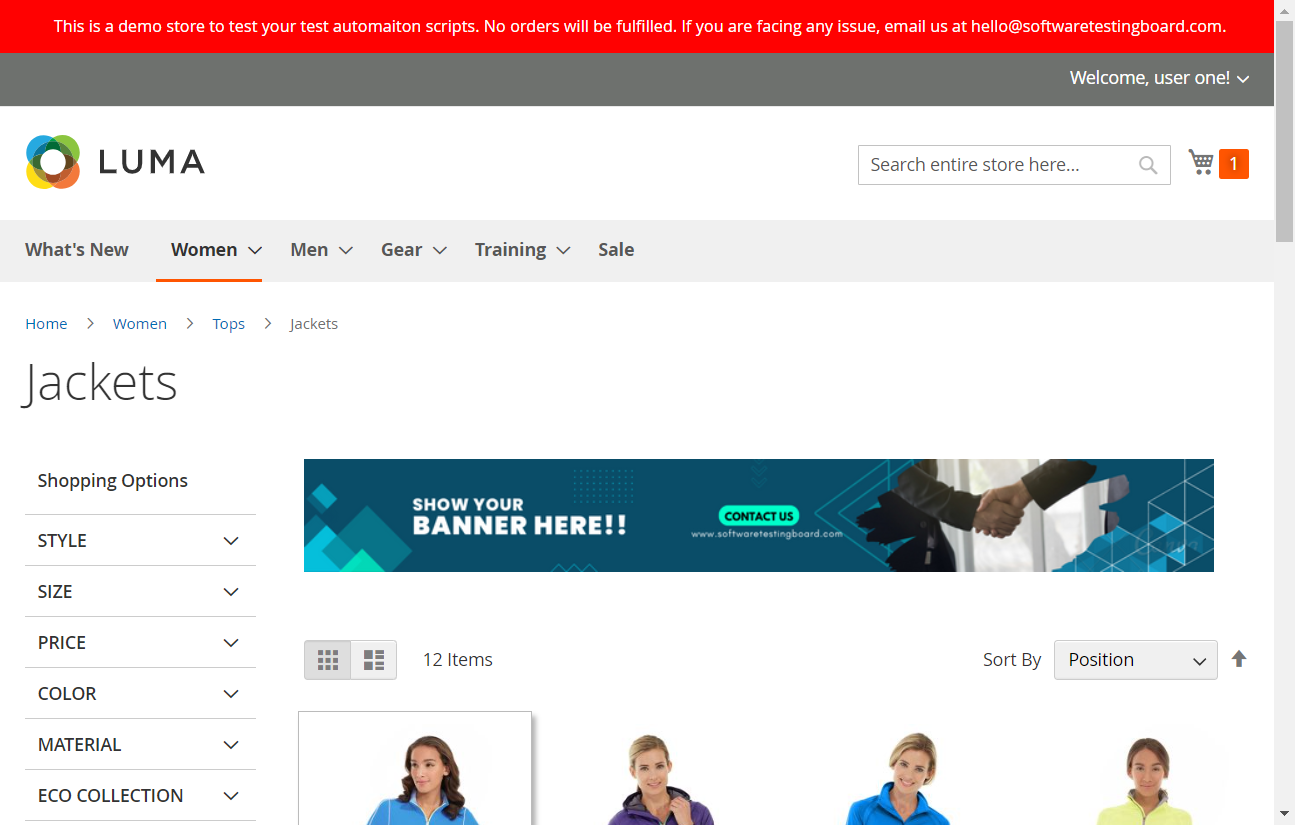 This is a demo store to test your test automaiton scripts. No orders will be fulfilled. If you are facing any issue, email us at hello@softwaretestingboard.com.
Welcome, user one!
LUMA
Search entire store here...
1
What's New
Women
Men
Gear
Training
Sale
Home
Women
Tops
Jackets
Jackets
Shopping Options
STYLE
SIZE
PRICE
COLOR
MATERIAL
ECO COLLECTION
SHOW YOUR
BANNER HERE!!
CONTACT US
www.softwaretestingboard.com
12 Items
Sort By
Position